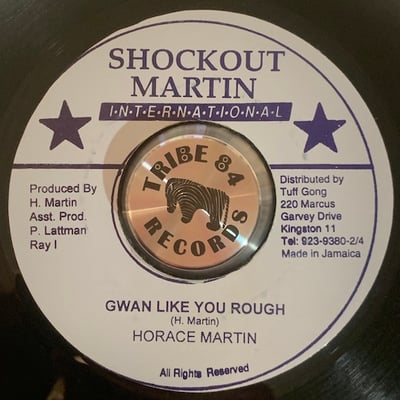 SHOCKOUT
MARTIN
I·N·T·E·R·N·A·T·I·O·N·A·L
Produced By
H. Martin
Asst. Prod.
P. Lattman
Ray I
TRIBE 84
RECORDS
Distributed by
Tuff Gong
220 Marcus
Garvey Drive
Kingston 11
Tel: 923-9380-2/4
Made in Jamaica
GWAN LIKE YOU ROUGH
(H. Martin)
HORACE MARTIN
All Rights Reserved